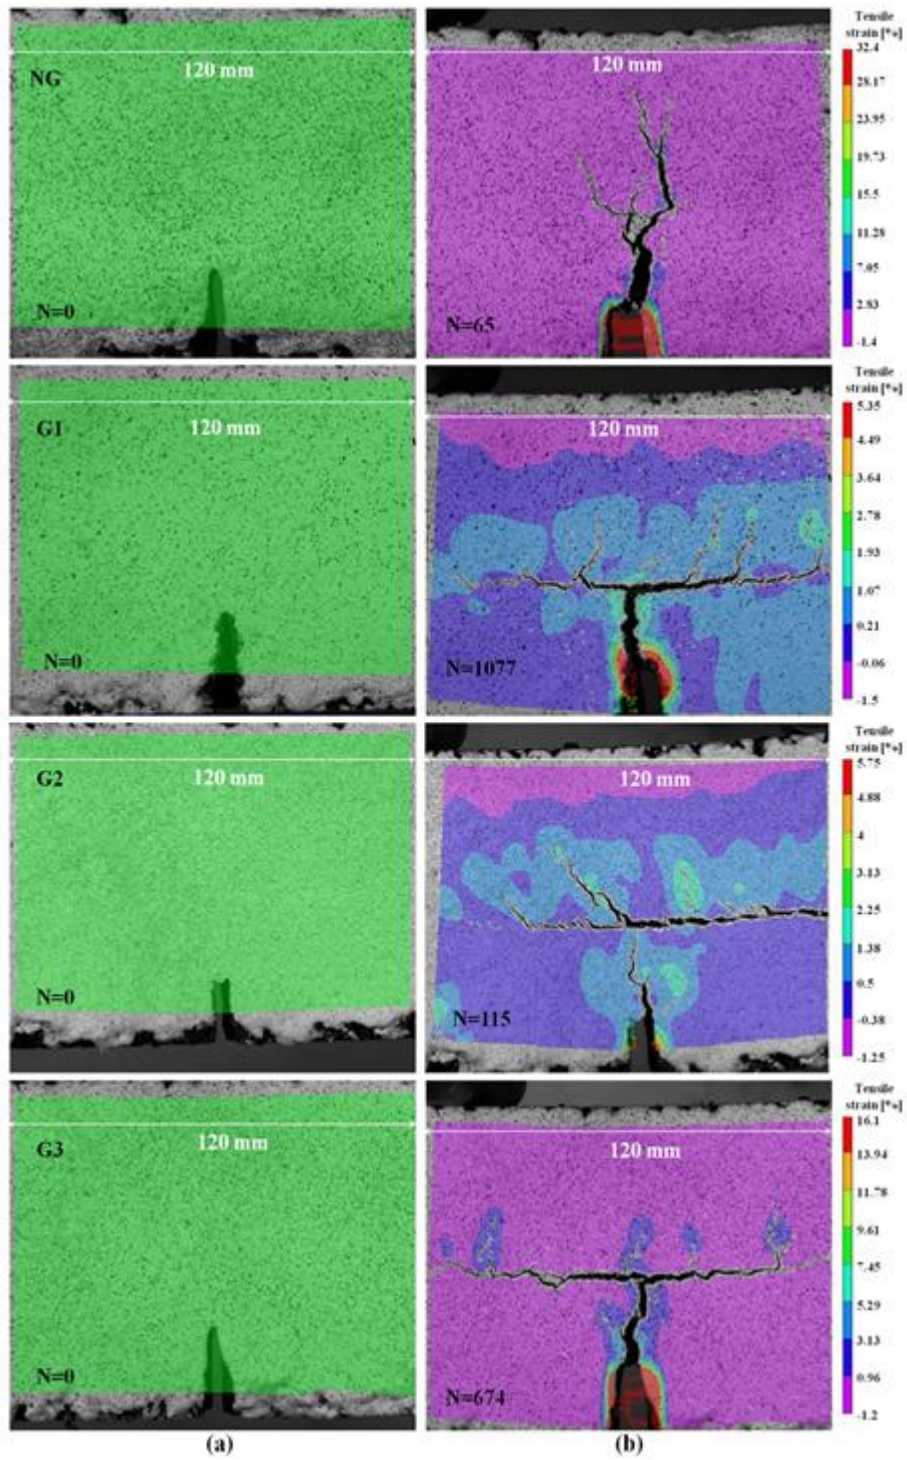 120 mm
NG
N=0
120 mm
N=65
Tensile
strain [%]
32.4
28.17
23.95
19.73
15.5
11.28
7.05
2.83
-1.4
120 mm
G1
N=0
120 mm
N=1077
Tensile
strain [%]
5.35
4.49
3.64
2.78
1.93
1.07
0.21
-0.06
-1.5
120 mm
G2
N=0
120 mm
N=115
Tensile
strain [%]
5.75
4.88
4
3.13
2.25
1.38
0.5
-0.38
-1.25
120 mm
G3
N=0
120 mm
N=674
Tensile
strain [%]
16.1
13.94
11.78
9.61
7.45
5.29
3.13
0.96
-1.2
(a)
(b)